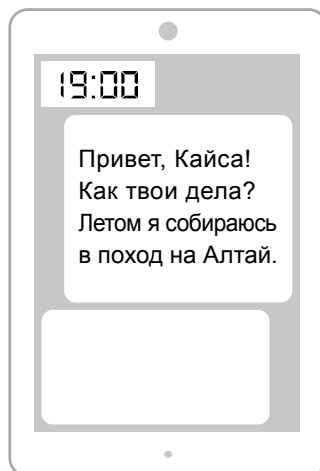 19:00
Привет, Кайса!
Как твои дела?
Летом я собираюсь
в поход на Алтай.